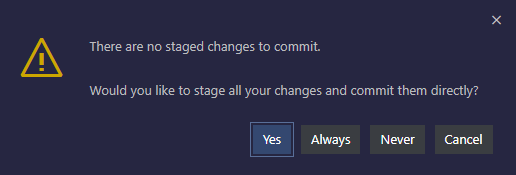 There are no staged changes to commit.
Would you like to stage all your changes and commit them directly?
Yes
Always
Never
Cancel